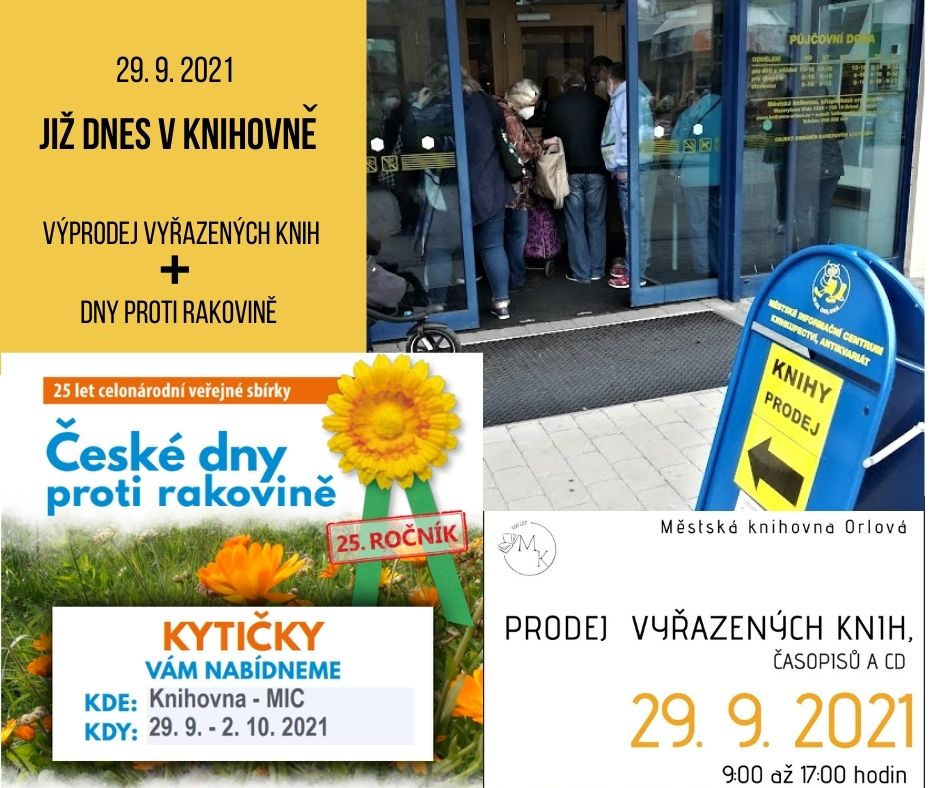 29. 9. 2021
JIŽ DNES V KNIHOVNĚ
VÝPRODEJ VYŘAZENÝCH KNIH
+
DNY PROTI RAKOVINĚ
PŮJČOVNÍ DOBA
ODDĚLENÍ
MĚSTSKÉ INFORMAČNÍ CENTRUM
KNIHKUPECTVÍ, ANTIKVARIÁT
KNIHY
PRODEJ
25 let celonárodní veřejné sbírky
České dny
proti rakovině
25. ROČNÍK
KYTIČKY
VÁM NABÍDNEME
KDE: Knihovna - MIC
KDY: 29. 9. - 2. 10. 2021
100 LET
MK
Městská knihovna Orlová
PRODEJ VYŘAZENÝCH KNIH,
ČASOPISŮ A CD
29. 9. 2021
9:00 až 17:00 hodin